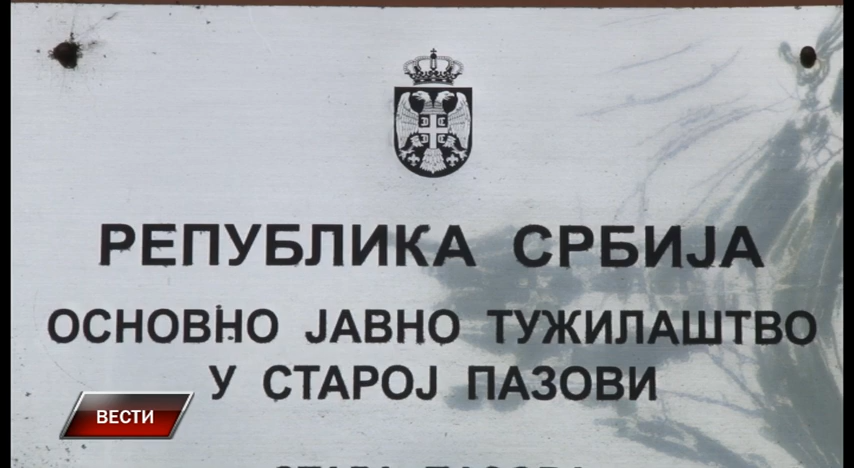 РЕПУБЛИКА СРБИЈА
ОСНОВНО ЈАВНО ТУЖИЛАШТВО
У СТАРОЈ ПАЗОВИ
ВЕСТИ